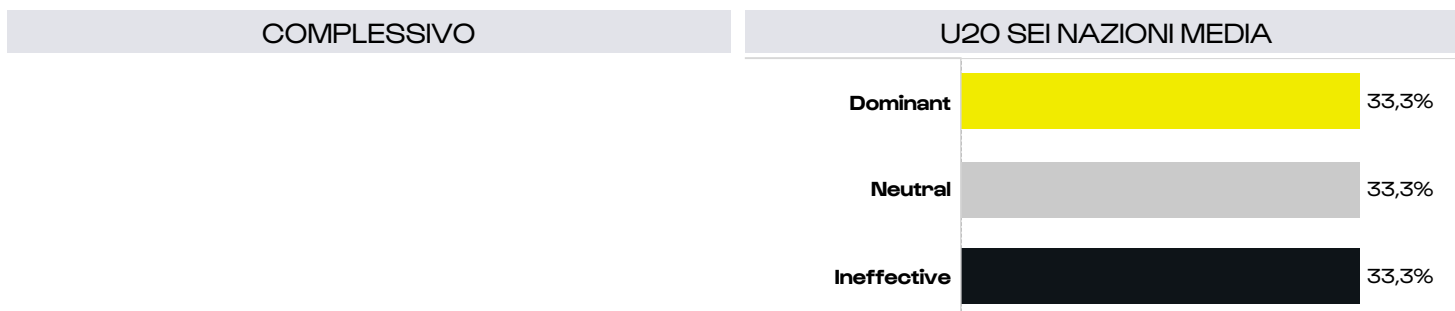 COMPLESSIVO
U20 SEI NAZIONI MEDIA
Dominant 33,3%
Neutral 33,3%
Ineffective 33,3%